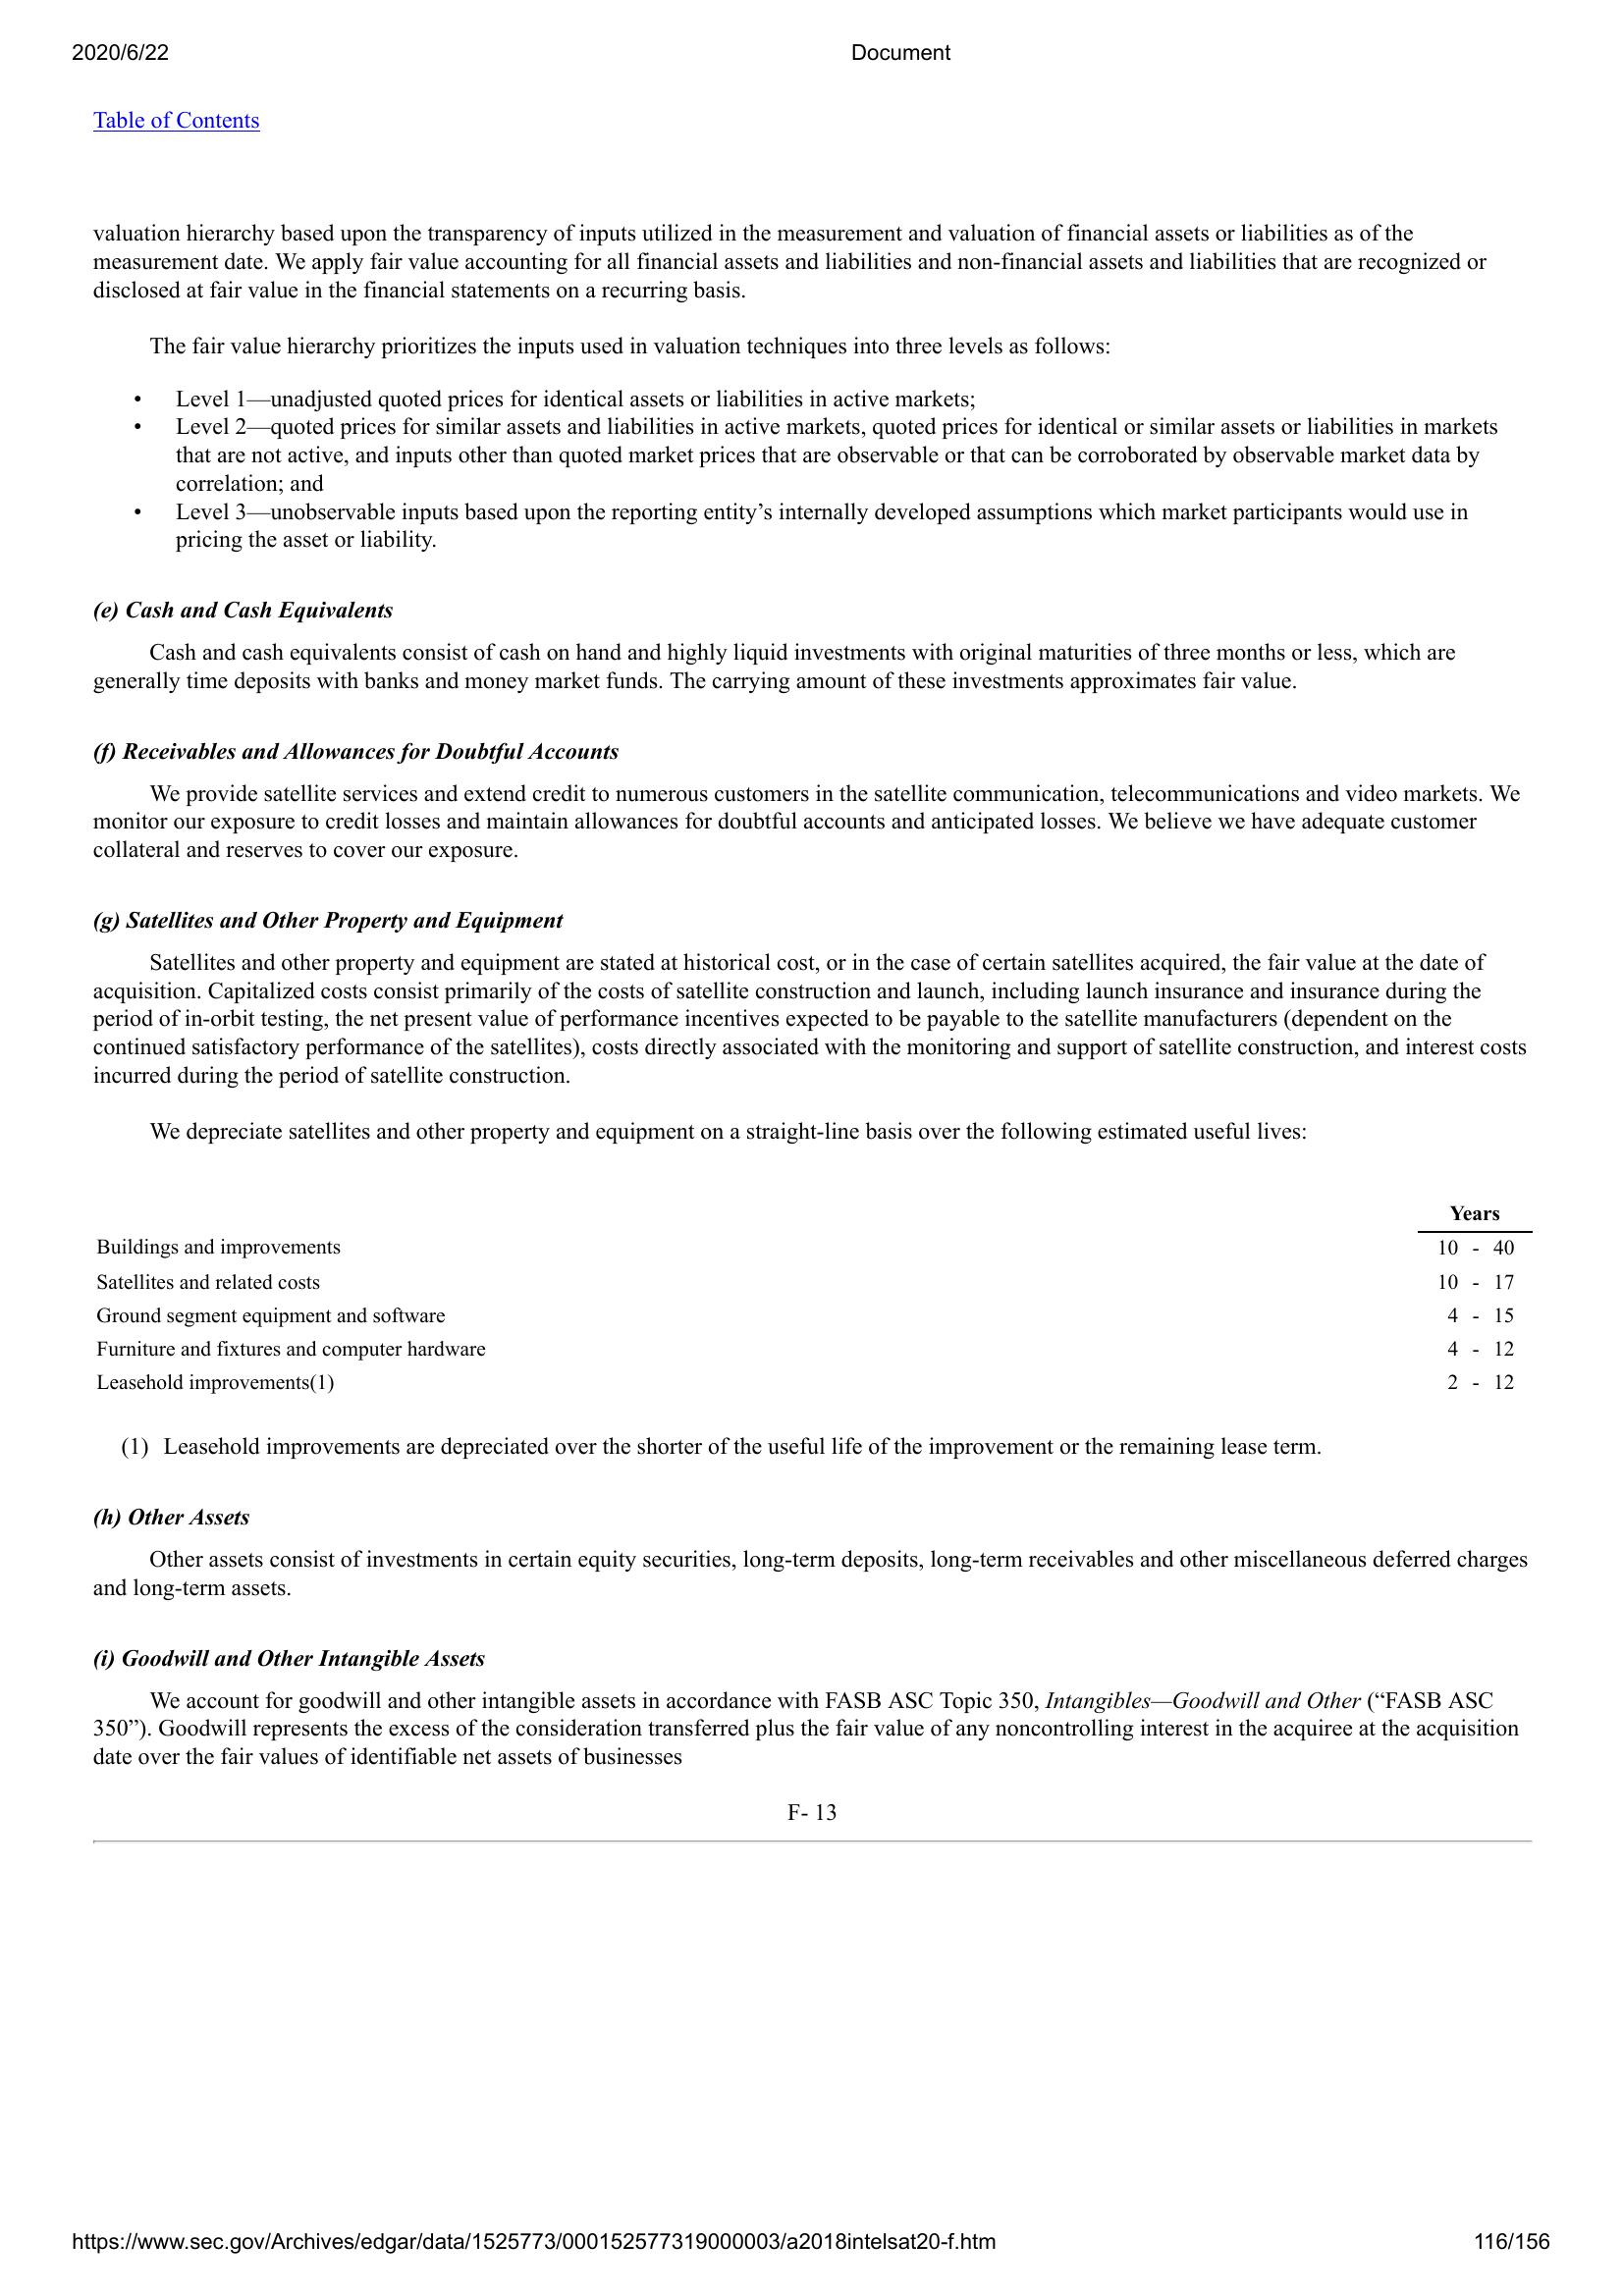 2020/6/22 Document
Table of Contents
valuation hierarchy based upon the transparency of inputs utilized in the measurement and valuation of financial assets or liabilities as of the
measurement date. We apply fair value accounting for all financial assets and liabilities and non-financial assets and liabilities that are recognized or
disclosed at fair value in the financial statements on a recurring basis.
The fair value hierarchy prioritizes the inputs used in valuation techniques into three levels as follows:
• Level 1—unadjusted quoted prices for identical assets or liabilities in active markets;
• Level 2—quoted prices for similar assets and liabilities in active markets, quoted prices for identical or similar assets or liabilities in markets
that are not active, and inputs other than quoted market prices that are observable or that can be corroborated by observable market data by
correlation; and
• Level 3—unobservable inputs based upon the reporting entity’s internally developed assumptions which market participants would use in
pricing the asset or liability.
(e) Cash and Cash Equivalents
Cash and cash equivalents consist of cash on hand and highly liquid investments with original maturities of three months or less, which are
generally time deposits with banks and money market funds. The carrying amount of these investments approximates fair value.
(f) Receivables and Allowances for Doubtful Accounts
We provide satellite services and extend credit to numerous customers in the satellite communication, telecommunications and video markets. We
monitor our exposure to credit losses and maintain allowances for doubtful accounts and anticipated losses. We believe we have adequate customer
collateral and reserves to cover our exposure.
(g) Satellites and Other Property and Equipment
Satellites and other property and equipment are stated at historical cost, or in the case of certain satellites acquired, the fair value at the date of
acquisition. Capitalized costs consist primarily of the costs of satellite construction and launch, including launch insurance and insurance during the
period of in-orbit testing, the net present value of performance incentives expected to be payable to the satellite manufacturers (dependent on the
continued satisfactory performance of the satellites), costs directly associated with the monitoring and support of satellite construction, and interest costs
incurred during the period of satellite construction.
We depreciate satellites and other property and equipment on a straight-line basis over the following estimated useful lives:
Years
Buildings and improvements 10 - 40
Satellites and related costs 10 - 17
Ground segment equipment and software 4 - 15
Furniture and fixtures and computer hardware 4 - 12
Leasehold improvements(1) 2 - 12
(1) Leasehold improvements are depreciated over the shorter of the useful life of the improvement or the remaining lease term.
(h) Other Assets
Other assets consist of investments in certain equity securities, long-term deposits, long-term receivables and other miscellaneous deferred charges
and long-term assets.
(i) Goodwill and Other Intangible Assets
We account for goodwill and other intangible assets in accordance with FASB ASC Topic 350, Intangibles—Goodwill and Other (“FASB ASC
350”). Goodwill represents the excess of the consideration transferred plus the fair value of any noncontrolling interest in the acquiree at the acquisition
date over the fair values of identifiable net assets of businesses
F- 13
https://www.sec.gov/Archives/edgar/data/1525773/000152577319000003/a2018intelsat20-f.htm 116/156